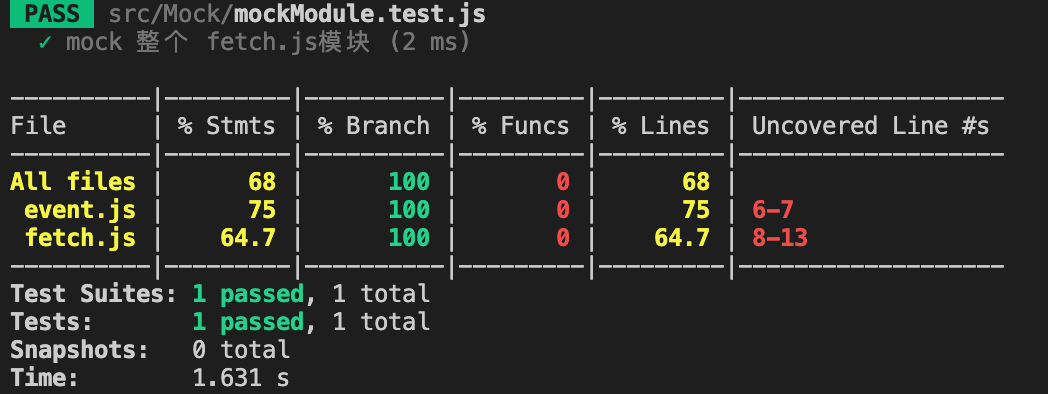 PASS src/Mock/mockModule.test.js
✓ mock 整个 fetch.js模块 (2 ms)
----------|---------|----------|---------|---------|-------------------
File      | % Stmts | % Branch | % Funcs | % Lines | Uncovered Line #s
----------|---------|----------|---------|---------|-------------------
All files |      68 |      100 |       0 |      68 |
 event.js |      75 |      100 |       0 |      75 | 6-7
 fetch.js |    64.7 |      100 |       0 |    64.7 | 8-13
----------|---------|----------|---------|---------|-------------------
Test Suites: 1 passed, 1 total
Tests:       1 passed, 1 total
Snapshots:   0 total
Time:        1.631 s